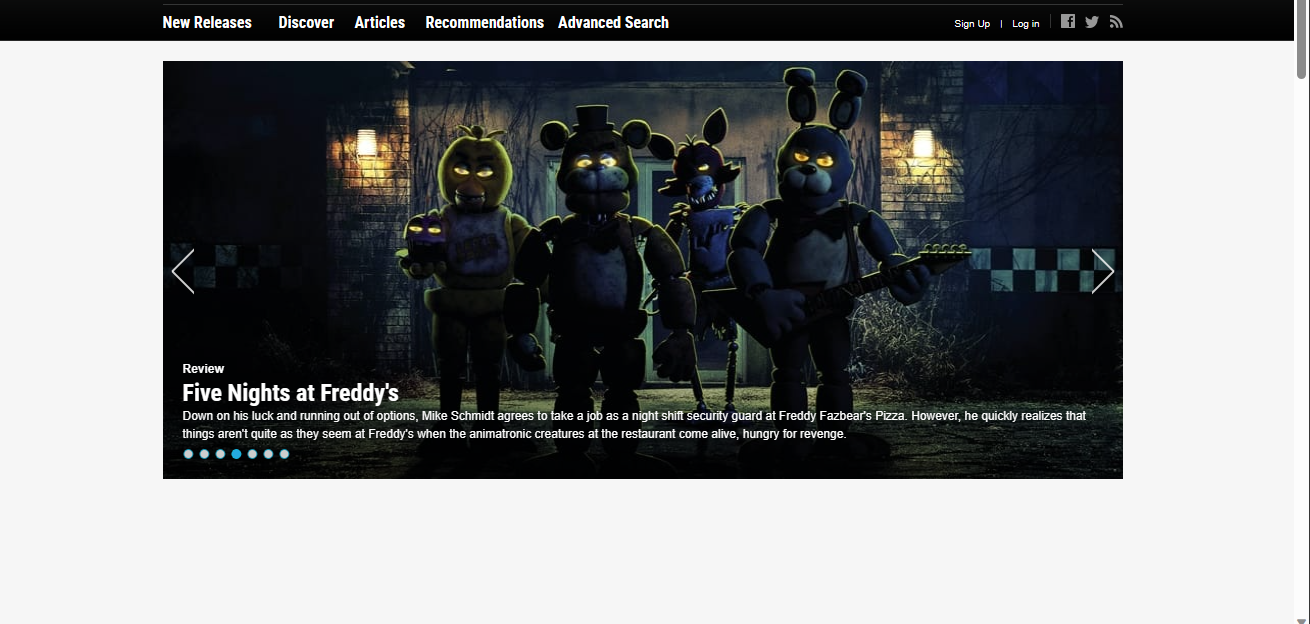 New Releases Discover Articles Recommendations Advanced Search Sign Up | Log in
Review
Five Nights at Freddy's
Down on his luck and running out of options, Mike Schmidt agrees to take a job as a night shift security guard at Freddy Fazbear's Pizza. However, he quickly realizes that
things aren't quite as they seem at Freddy's when the animatronic creatures at the restaurant come alive, hungry for revenge.